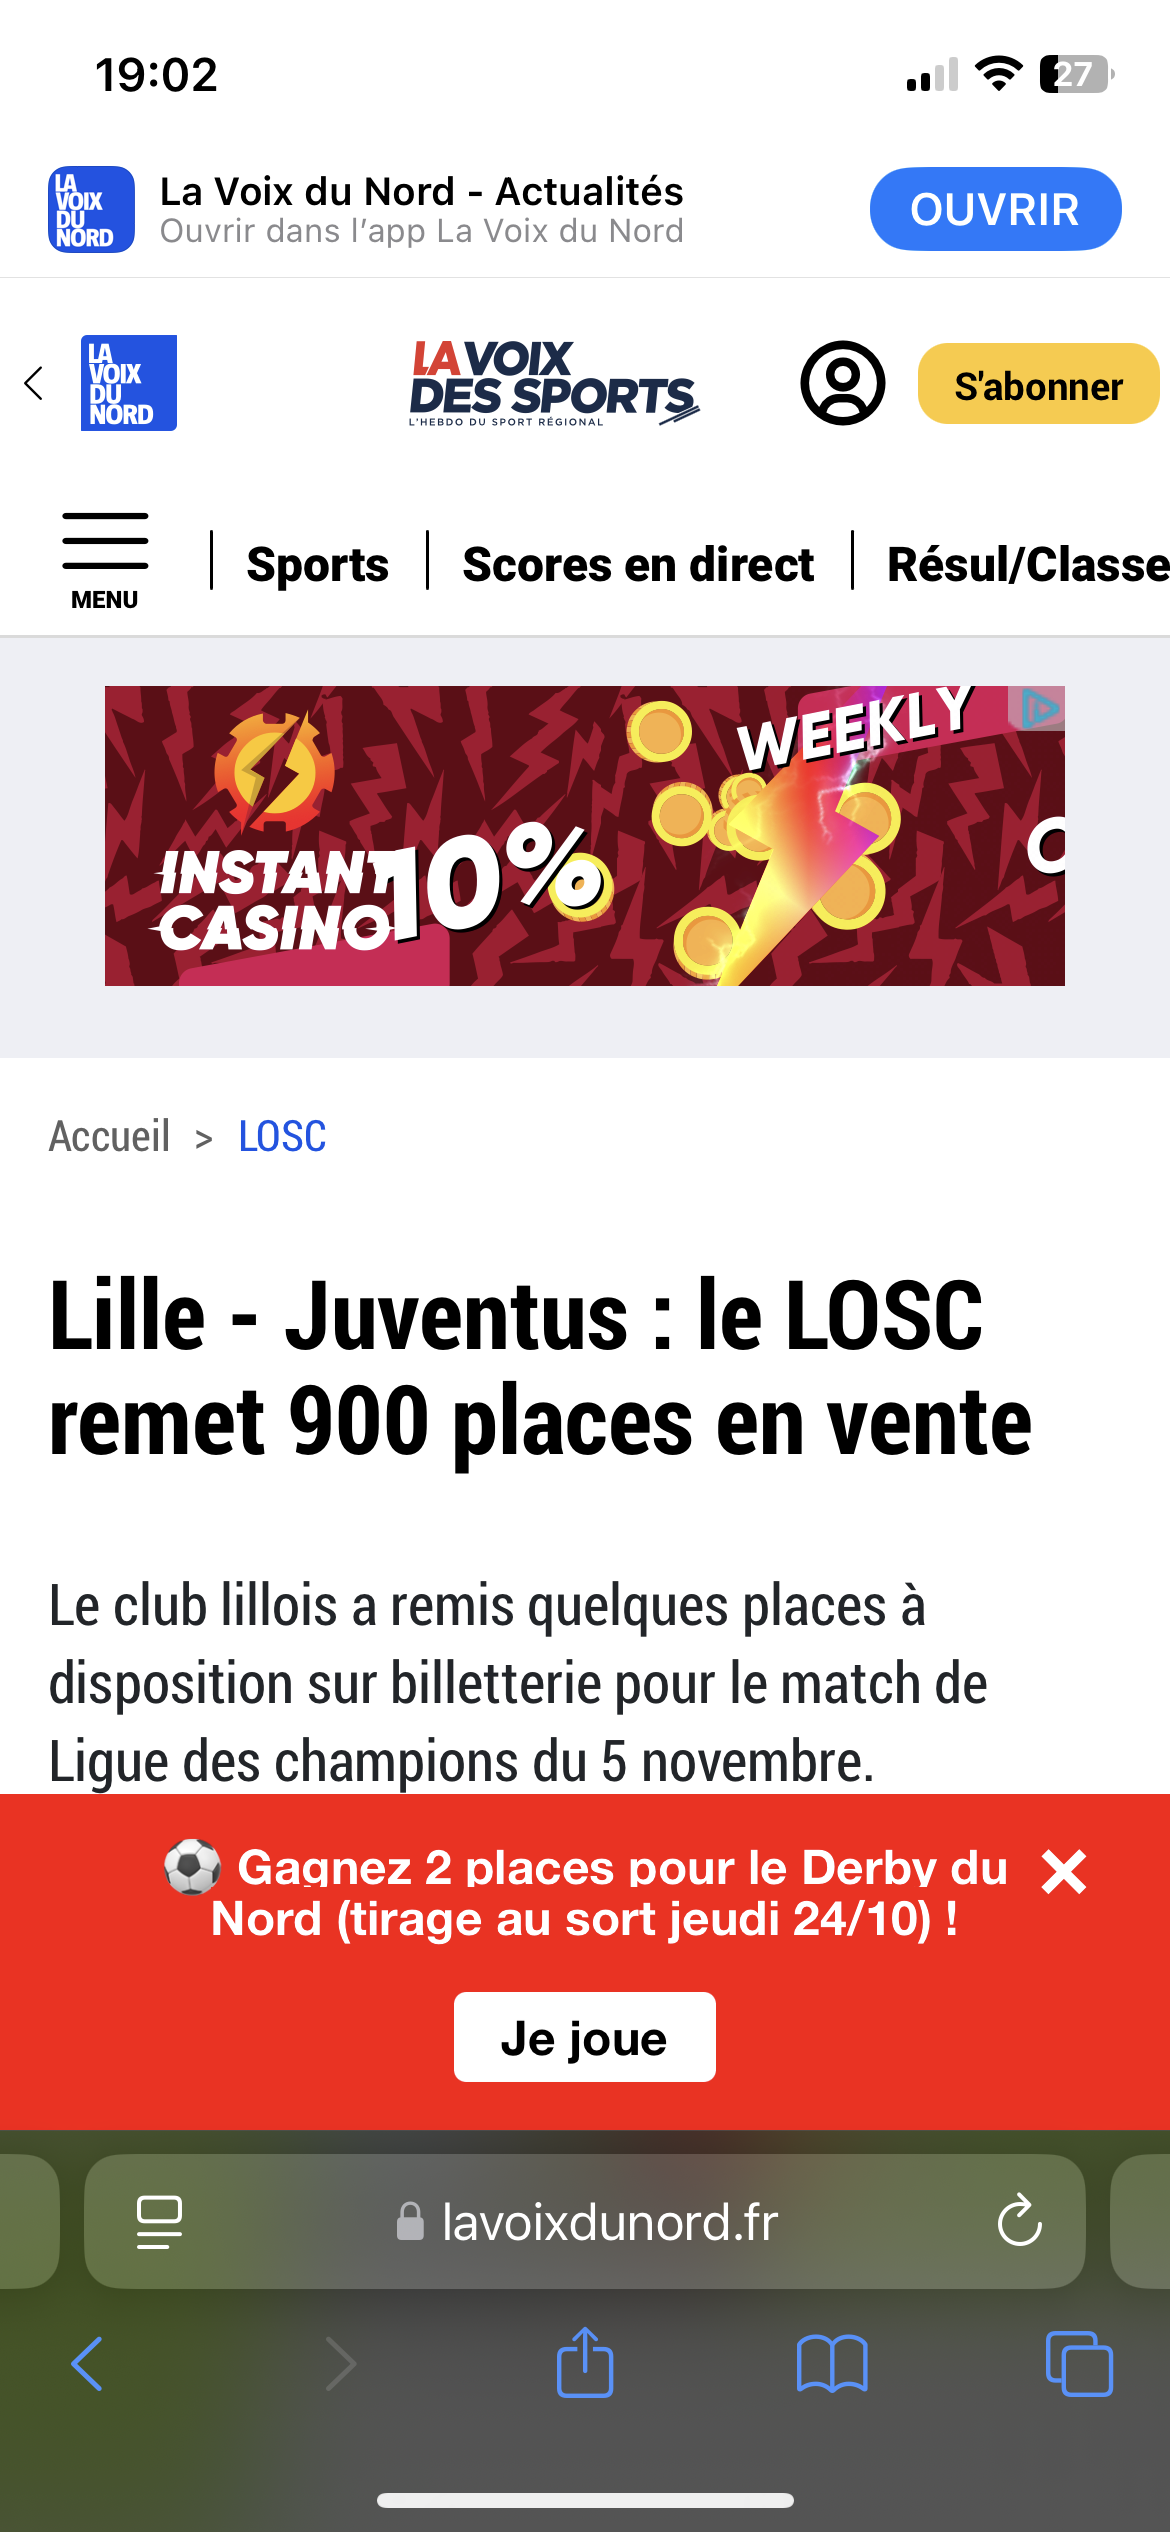 19:02
27
LA
VOIX
DU
NORD
La Voix du Nord - Actualités
Ouvrir dans l’app La Voix du Nord
OUVRIR
LA
VOIX
DU
NORD
LA VOIX
DES SPORTS
L'HEBDO DU SPORT RÉGIONAL
S'abonner
MENU
Sports
Scores en direct
Résul/Classe
INSTANT
CASINO
10%
WEEKLY
Accueil > LOSC
Lille - Juventus : le LOSC
remet 900 places en vente
Le club lillois a remis quelques places à
disposition sur billetterie pour le match de
Ligue des champions du 5 novembre.
⚽ Gagnez 2 places pour le Derby du
Nord (tirage au sort jeudi 24/10) !
Je joue
lavoixdunord.fr